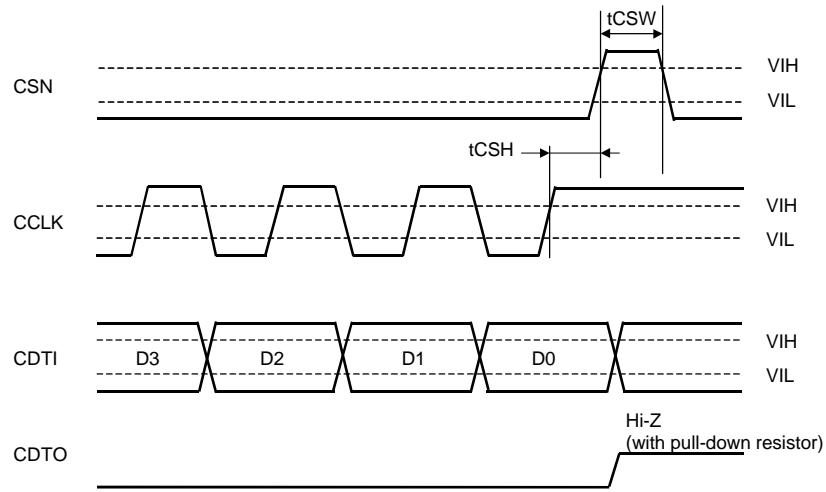 tCSW
VIH
CSN
VIL
tCSH
VIH
CCLK
VIL
VIH
CDTI
D3
D2
D1
D0
VIL
Hi-Z
(with pull-down resistor)
CDTO